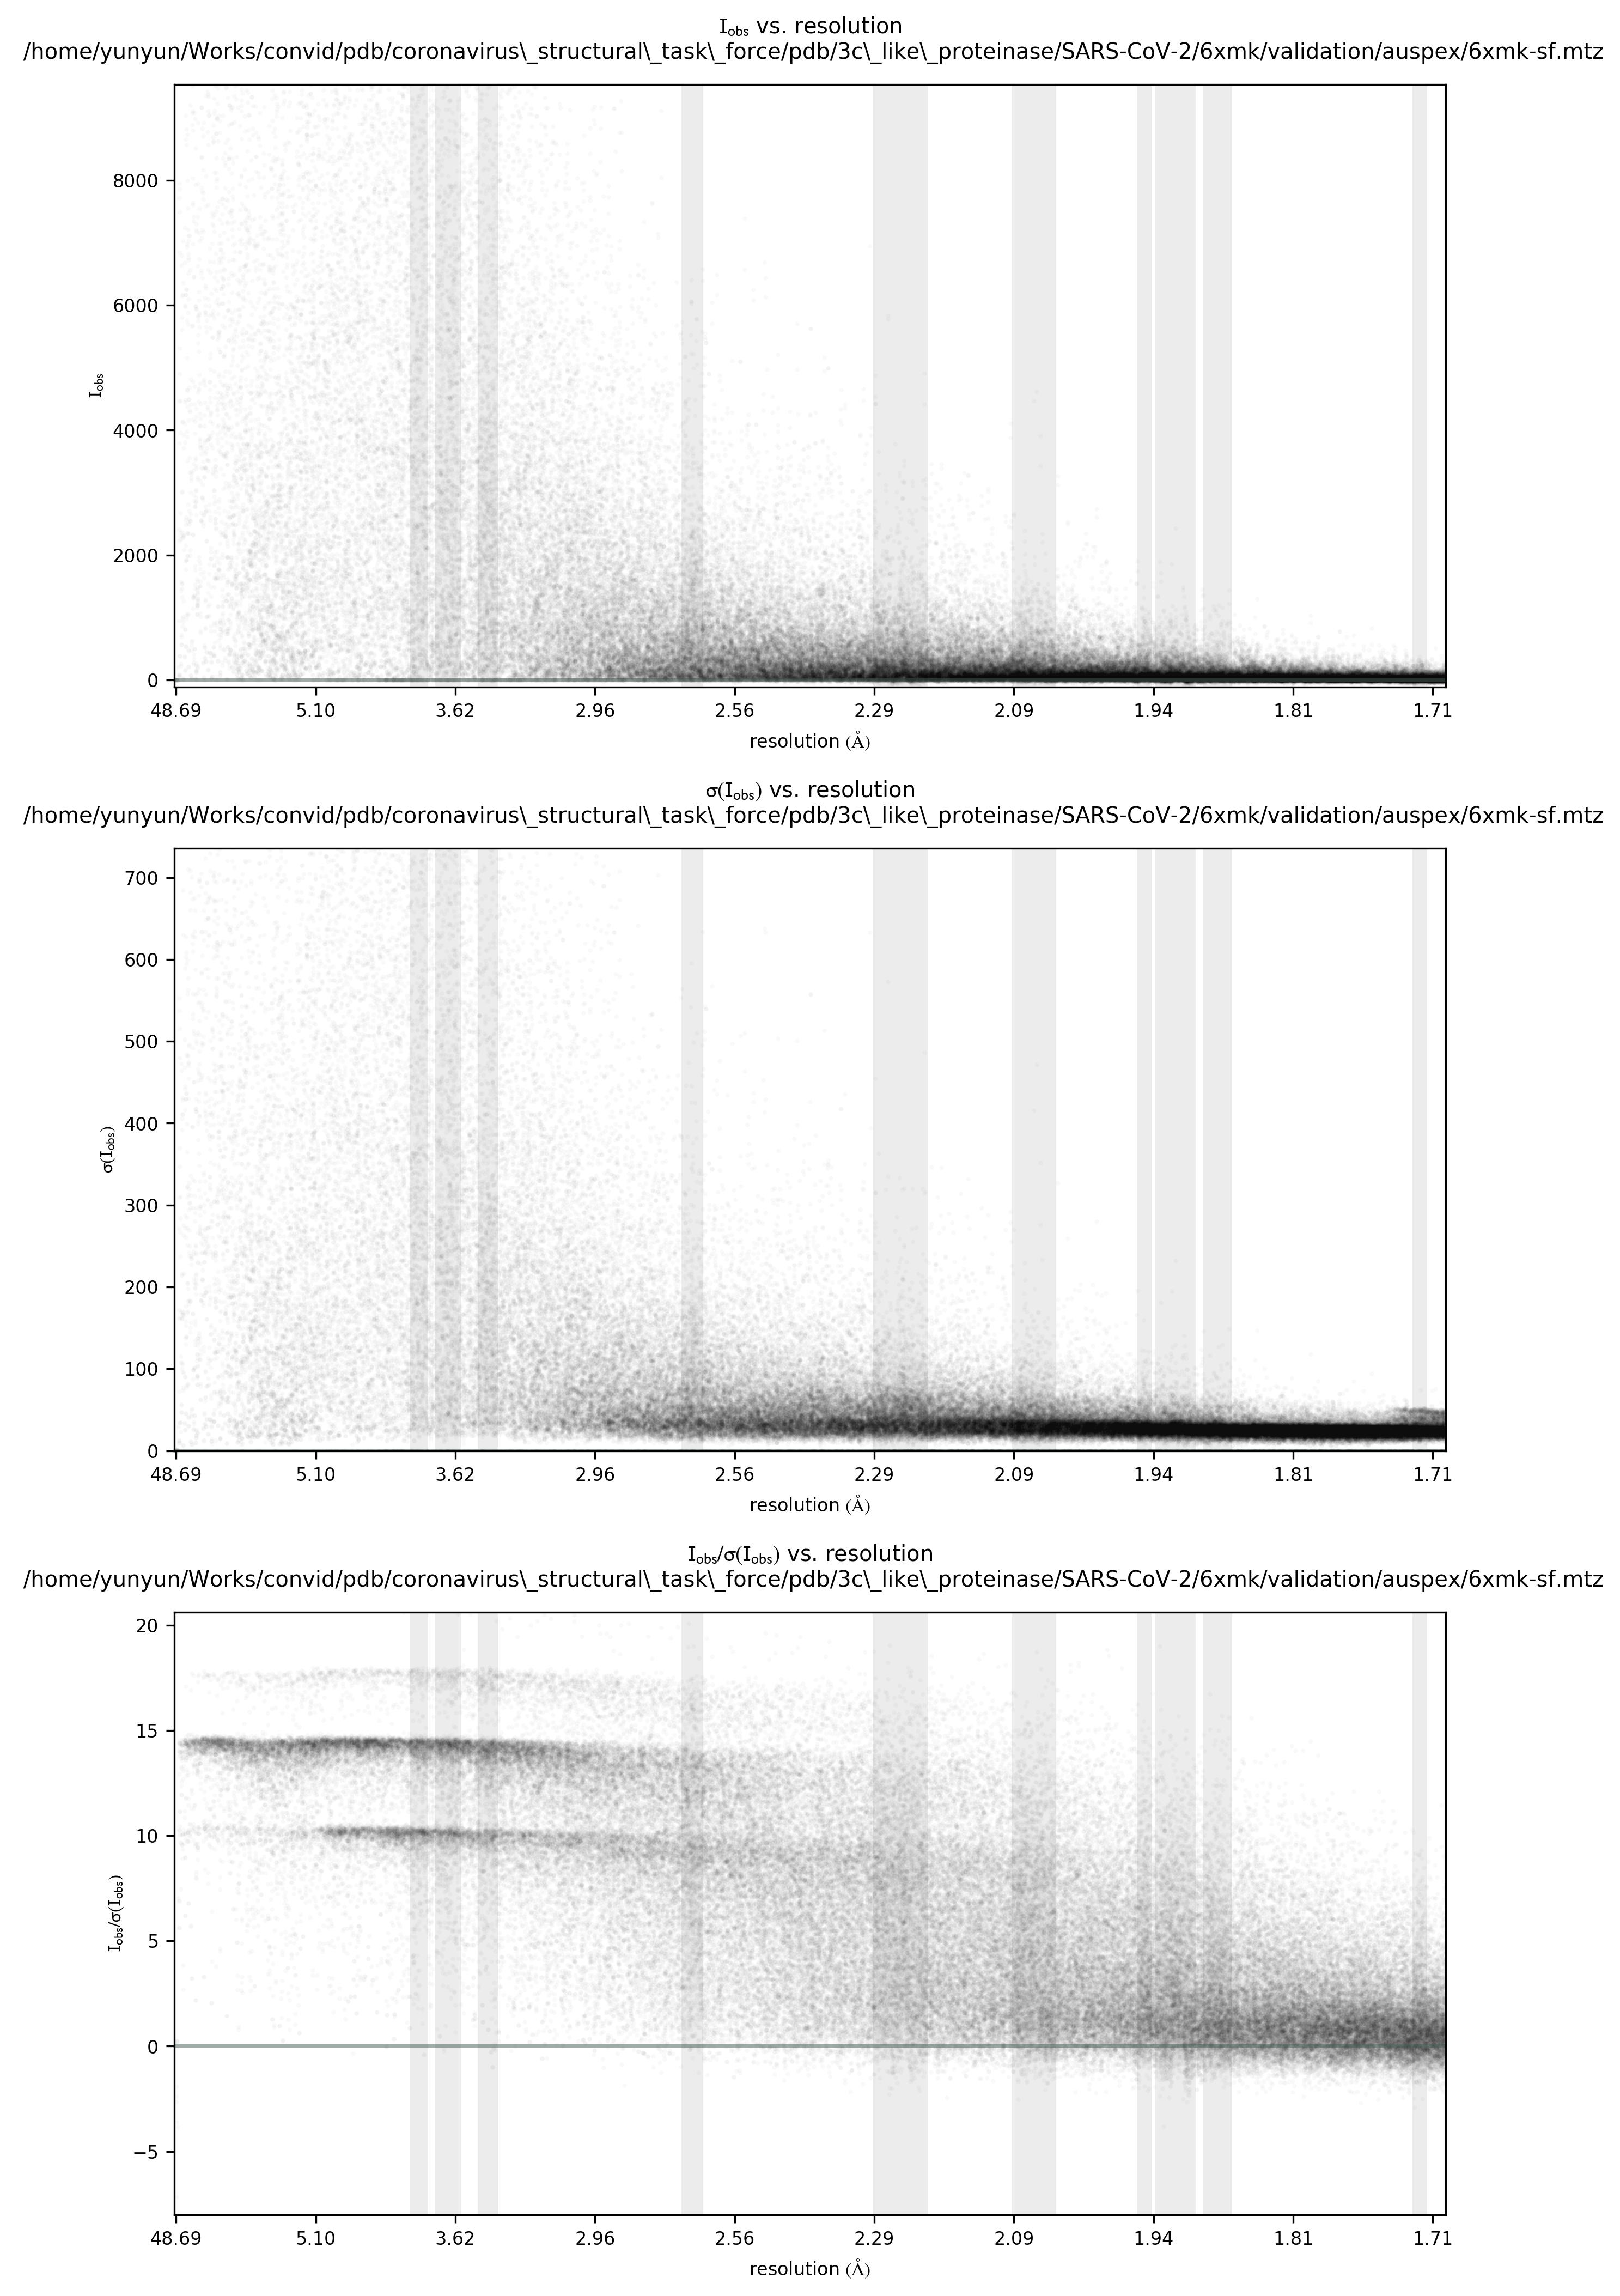 I_obs vs. resolution
/home/yunyun/Works/convid/pdb/coronavirus\_structural\_task\_force/pdb/3c\_like\_proteinase/SARS-CoV-2/6xmk/validation/auspex/6xmk-sf.mtz
8000
6000
4000
2000
0
I_obs
48.69 5.10 3.62 2.96 2.56 2.29 2.09 1.94 1.81 1.71
resolution (Å)
σ(I_obs) vs. resolution
/home/yunyun/Works/convid/pdb/coronavirus\_structural\_task\_force/pdb/3c\_like\_proteinase/SARS-CoV-2/6xmk/validation/auspex/6xmk-sf.mtz
700
600
500
400
300
200
100
0
σ(I_obs)
48.69 5.10 3.62 2.96 2.56 2.29 2.09 1.94 1.81 1.71
resolution (Å)
I_obs/σ(I_obs) vs. resolution
/home/yunyun/Works/convid/pdb/coronavirus\_structural\_task\_force/pdb/3c\_like\_proteinase/SARS-CoV-2/6xmk/validation/auspex/6xmk-sf.mtz
20
15
10
5
0
−5
I_obs/σ(I_obs)
48.69 5.10 3.62 2.96 2.56 2.29 2.09 1.94 1.81 1.71
resolution (Å)